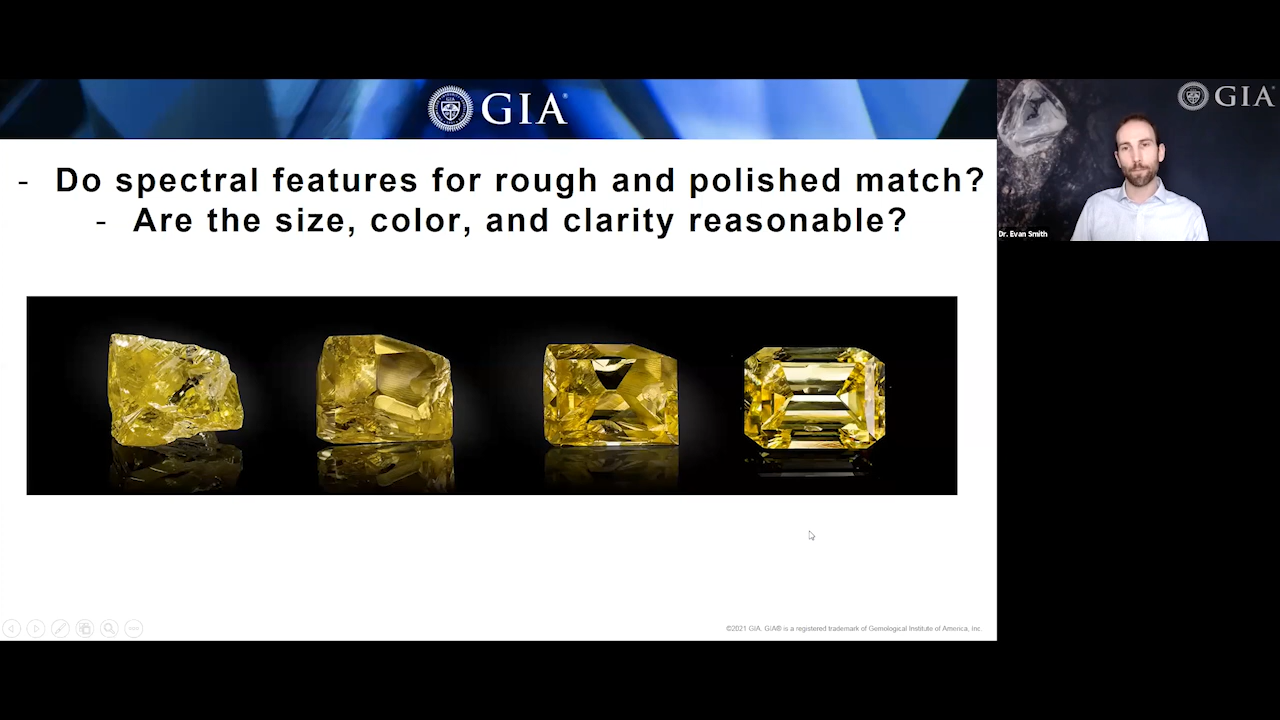 GIA®
- Do spectral features for rough and polished match?
- Are the size, color, and clarity reasonable?
©2021 GIA. GIA® is a registered trademark of Gemological Institute of America, Inc.
GIA
Dr. Evan Smith